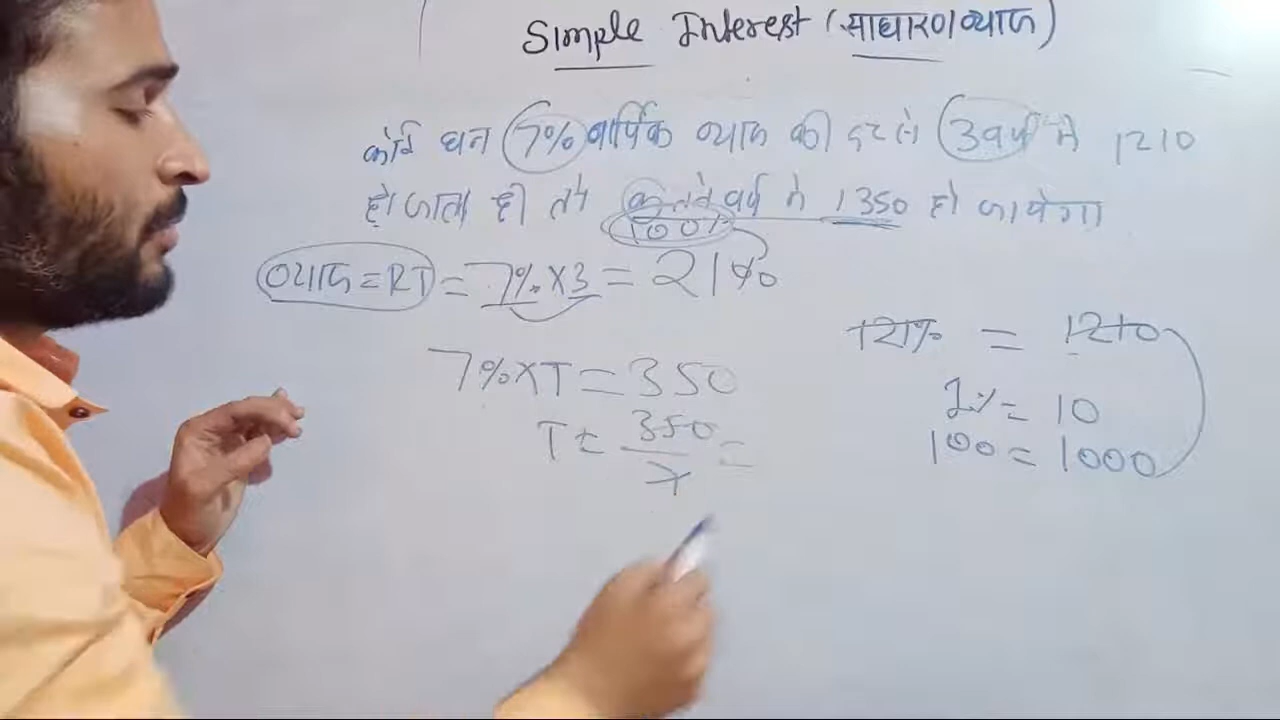 Simple Interest (साधारण ब्याज)
कोई धन 7% वार्षिक ब्याज की दर से 3 वर्ष मे 1210
हो जाता है तो कितने वर्ष मे 1350 हो जायेगा
100%
ब्याज = RT = 7% × 3 = 21%
121% = 1210
7% × T = 350
1% = 10
T = 350/7 =
100 = 1000